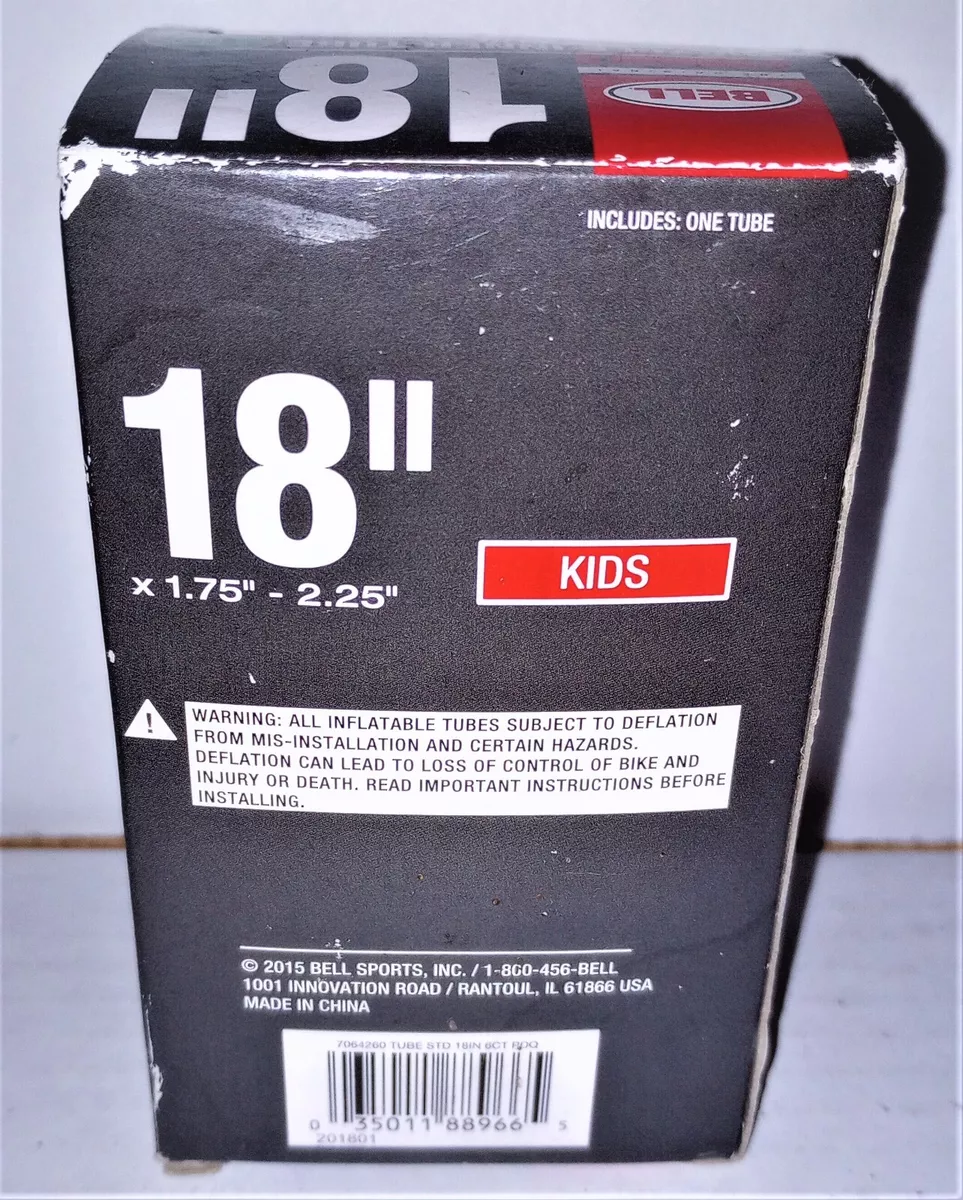 18"
BELL
INCLUDES: ONE TUBE
18"
x 1.75" - 2.25"
KIDS
WARNING: ALL INFLATABLE TUBES SUBJECT TO DEFLATION
FROM MIS-INSTALLATION AND CERTAIN HAZARDS.
DEFLATION CAN LEAD TO LOSS OF CONTROL OF BIKE AND
INJURY OR DEATH. READ IMPORTANT INSTRUCTIONS BEFORE
INSTALLING.
© 2015 BELL SPORTS, INC. / 1-800-456-BELL
1001 INNOVATION ROAD / RANTOUL, IL 61866 USA
MADE IN CHINA
7064260 TUBE STD 18IN 6CT PDQ
0 35011 88966 5
201801